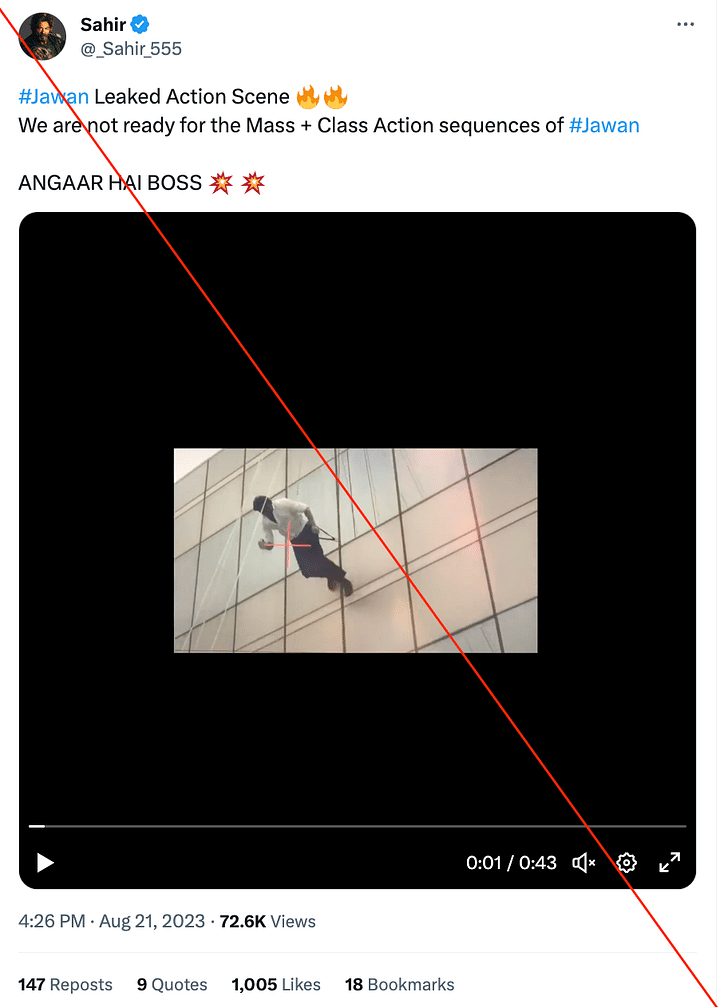 Sahir
@_Sahir_555
#Jawan Leaked Action Scene 🔥🔥
We are not ready for the Mass + Class Action sequences of #Jawan
ANGAAR HAI BOSS 💥 💥
0:01 / 0:43
4:26 PM · Aug 21, 2023 · 72.6K Views
147 Reposts 9 Quotes 1,005 Likes 18 Bookmarks